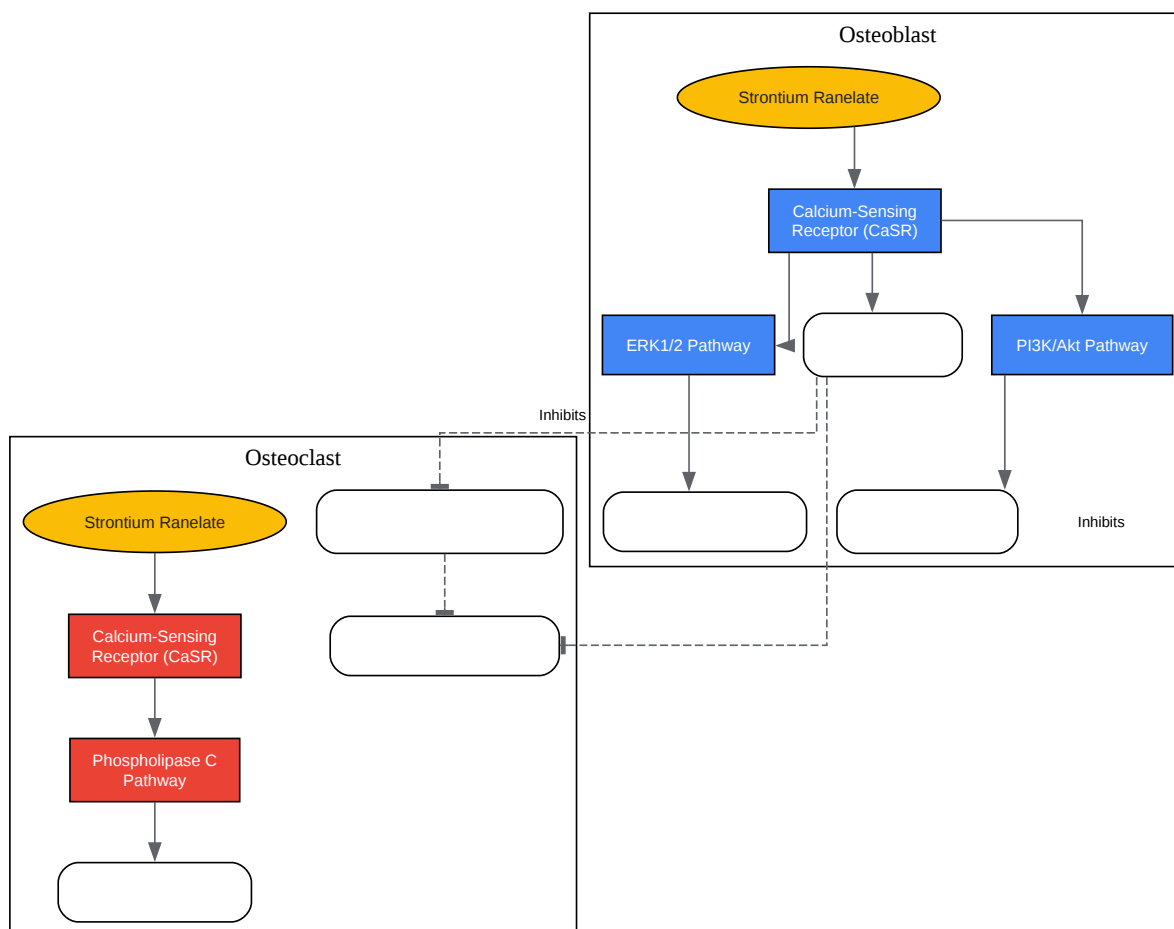 Osteoblast
Strontium Ranelate
Calcium-Sensing
Receptor (CaSR)
ERK1/2 Pathway
PI3K/Akt Pathway
Inhibits
Inhibits
Osteoclast
Strontium Ranelate
Calcium-Sensing
Receptor (CaSR)
Phospholipase C
Pathway